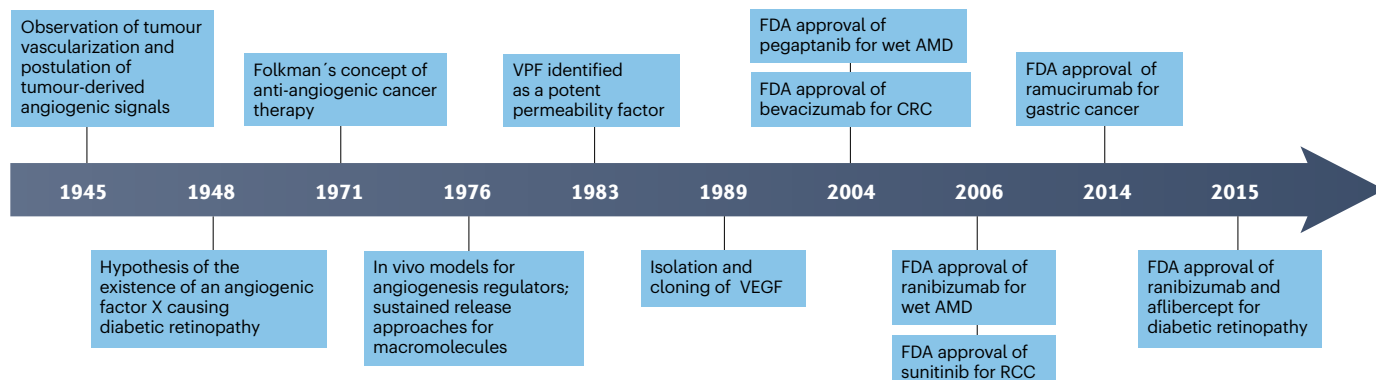 Observation of tumour
vascularization and
postulation of
tumour-derived
angiogenic signals
Folkman´s concept of
anti-angiogenic cancer
therapy
VPF identified
as a potent
permeability factor
FDA approval of
pegaptanib for wet AMD
FDA approval of
bevacizumab for CRC
FDA approval of
ramucirumab for
gastric cancer
1945 1948 1971 1976 1983 1989 2004 2006 2014 2015
Hypothesis of the
existence of an angiogenic
factor X causing
diabetic retinopathy
In vivo models for
angiogenesis regulators;
sustained release
approaches for
macromolecules
Isolation and
cloning of VEGF
FDA approval of
ranibizumab for
wet AMD
FDA approval of
sunitinib for RCC
FDA approval of
ranibizumab and
aflibercept for
diabetic retinopathy